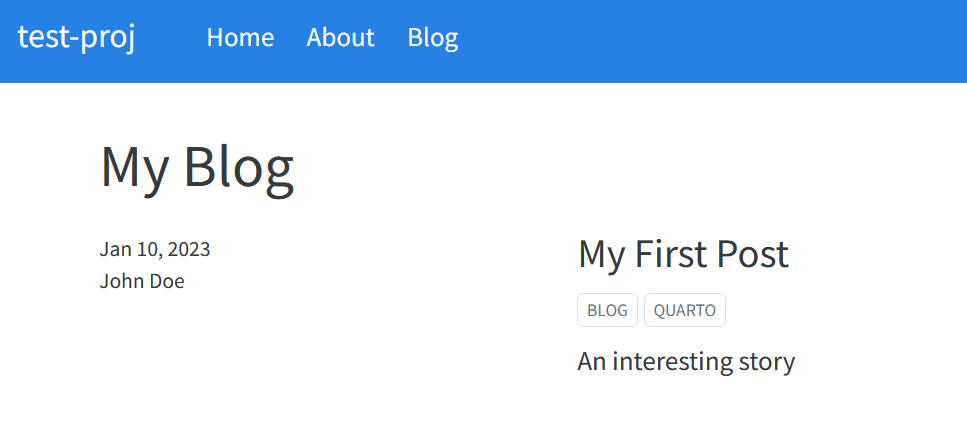 test-proj Home About Blog
My Blog
Jan 10, 2023
John Doe
My First Post
BLOG QUARTO
An interesting story